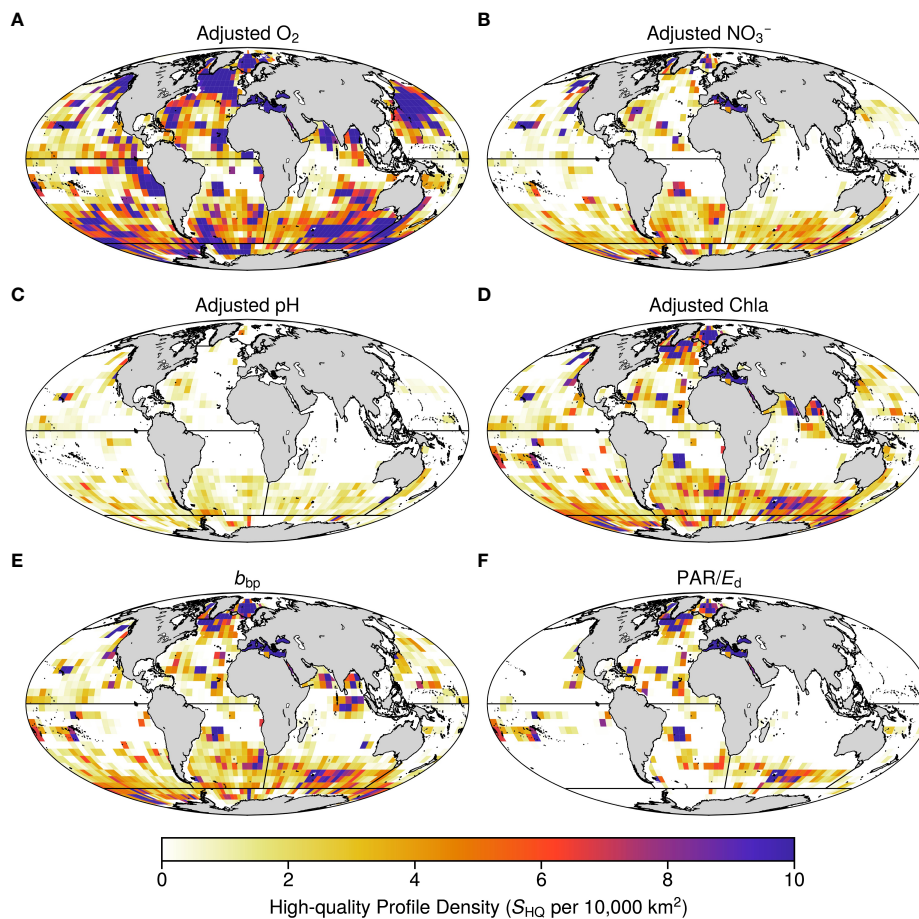 A
Adjusted O₂
B
Adjusted NO₃⁻
C
Adjusted pH
D
Adjusted Chla
E
b_bp
F
PAR/E_d
0 2 4 6 8 10
High-quality Profile Density (S_HQ per 10,000 km²)